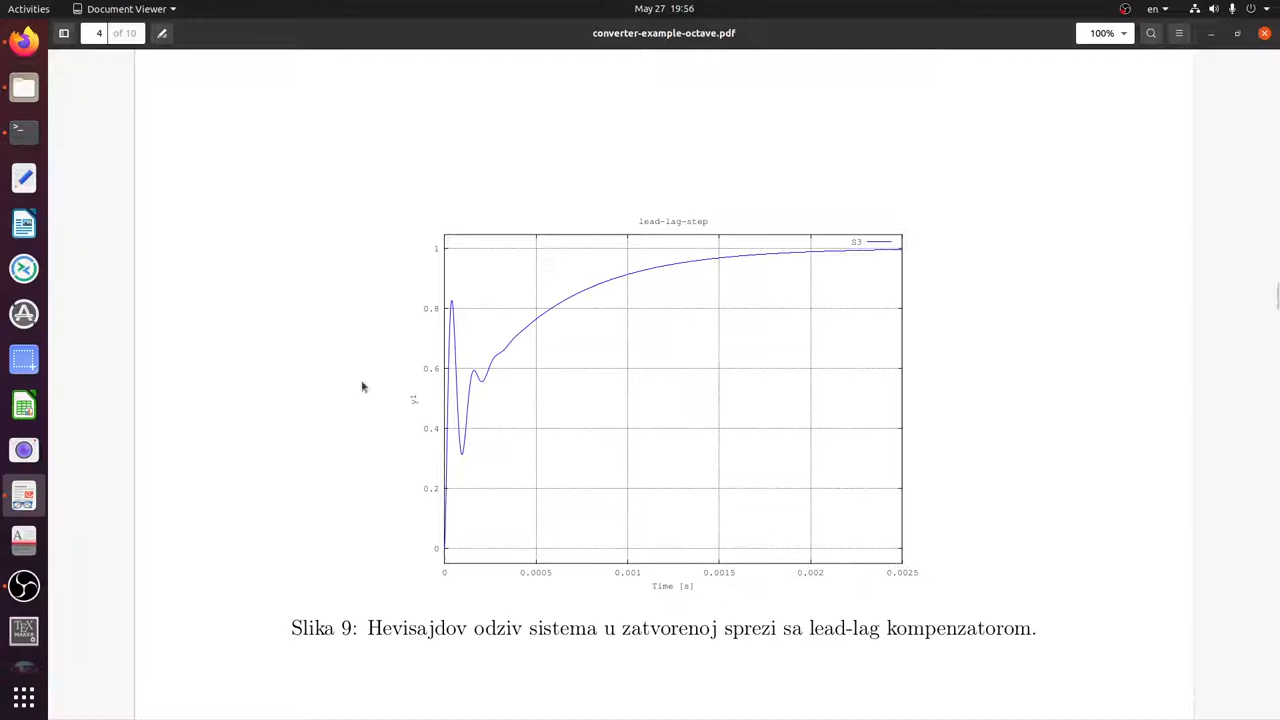 Activities Document Viewer May 27 19:56 en
4 of 10 converter-example-octave.pdf 100%
lead-lag-step
S3
1
0.8
0.6
0.4
0.2
0
y1
0 0.0005 0.001 0.0015 0.002 0.0025
Time [s]
Slika 9: Hevisajdov odziv sistema u zatvorenoj sprezi sa lead-lag kompenzatorom.
TEX
MAKER